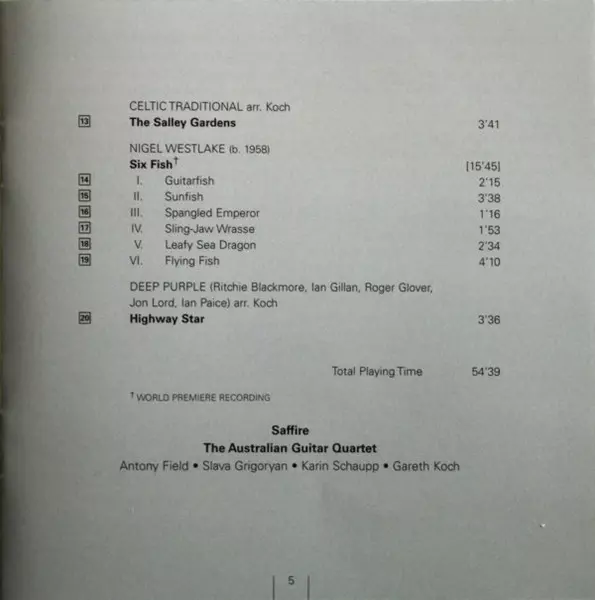 CELTIC TRADITIONAL arr. Koch
13 The Salley Gardens 3'41
NIGEL WESTLAKE (b. 1958)
Six Fish† [15'45]
14 I. Guitarfish 2'15
15 II. Sunfish 3'38
16 III. Spangled Emperor 1'16
17 IV. Sling-Jaw Wrasse 1'53
18 V. Leafy Sea Dragon 2'34
19 VI. Flying Fish 4'10
DEEP PURPLE (Ritchie Blackmore, Ian Gillan, Roger Glover,
Jon Lord, Ian Paice) arr. Koch
20 Highway Star 3'36
Total Playing Time 54'39
† WORLD PREMIERE RECORDING
Saffire
The Australian Guitar Quartet
Antony Field • Slava Grigoryan • Karin Schaupp • Gareth Koch
5